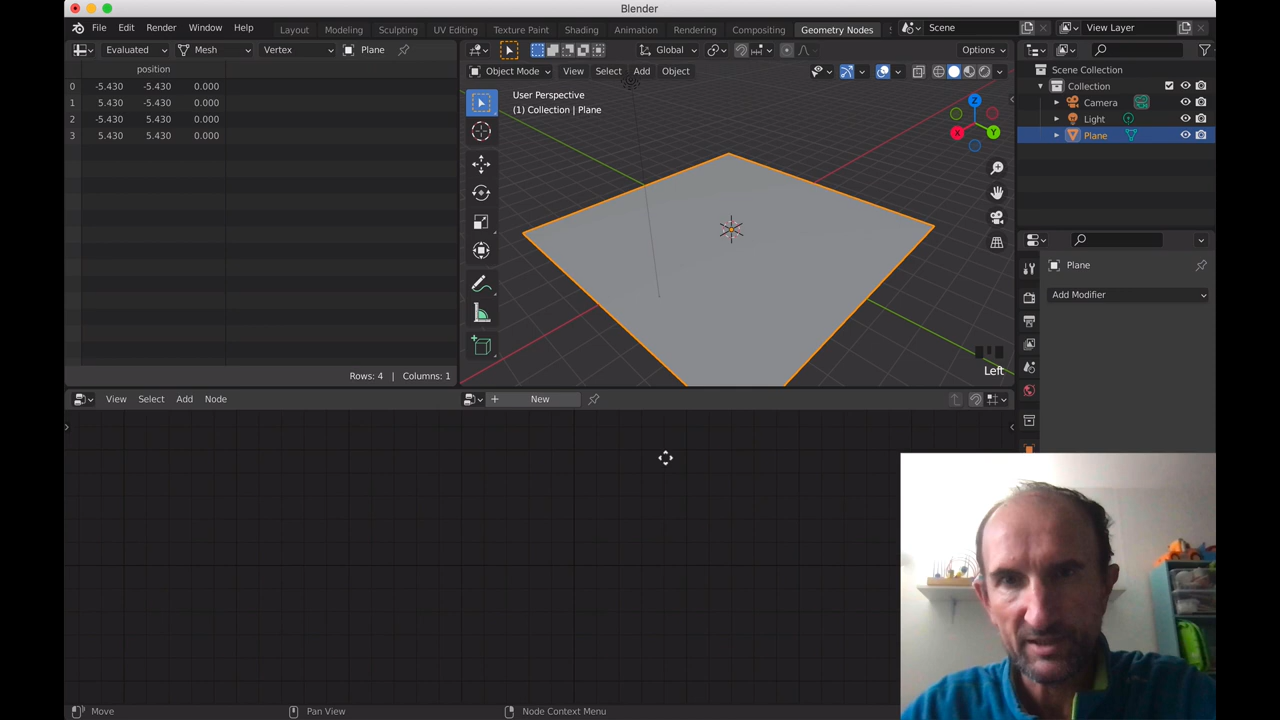 Blender
File Edit Render Window Help Layout Modeling Sculpting UV Editing Texture Paint Shading Animation Rendering Compositing Geometry Nodes Scene View Layer
Evaluated Mesh Vertex Plane Global Options
position
0 -5.430 -5.430 0.000
1 5.430 -5.430 0.000
2 -5.430 5.430 0.000
3 5.430 5.430 0.000
Rows: 4 | Columns: 1
Object Mode View Select Add Object
User Perspective
(1) Collection | Plane
Z
X
Y
Left
Scene Collection
Collection
Camera
Light
Plane
Plane
Add Modifier
View Select Add Node New
Move Pan View Node Context Menu